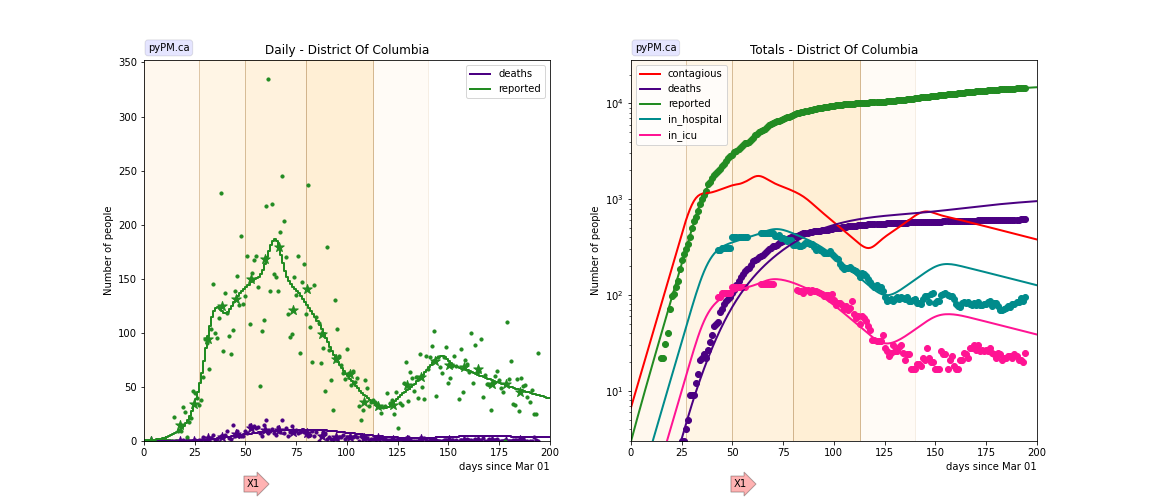 pyPM.ca
Daily - District Of Columbia
350
300
250
200
150
100
50
0
Number of people
deaths
reported
0 25 50 75 100 125 150 175 200
days since Mar 01
X1
pyPM.ca
Totals - District Of Columbia
10⁴
10³
10²
10¹
Number of people
contagious
deaths
reported
in_hospital
in_icu
0 25 50 75 100 125 150 175 200
days since Mar 01
X1